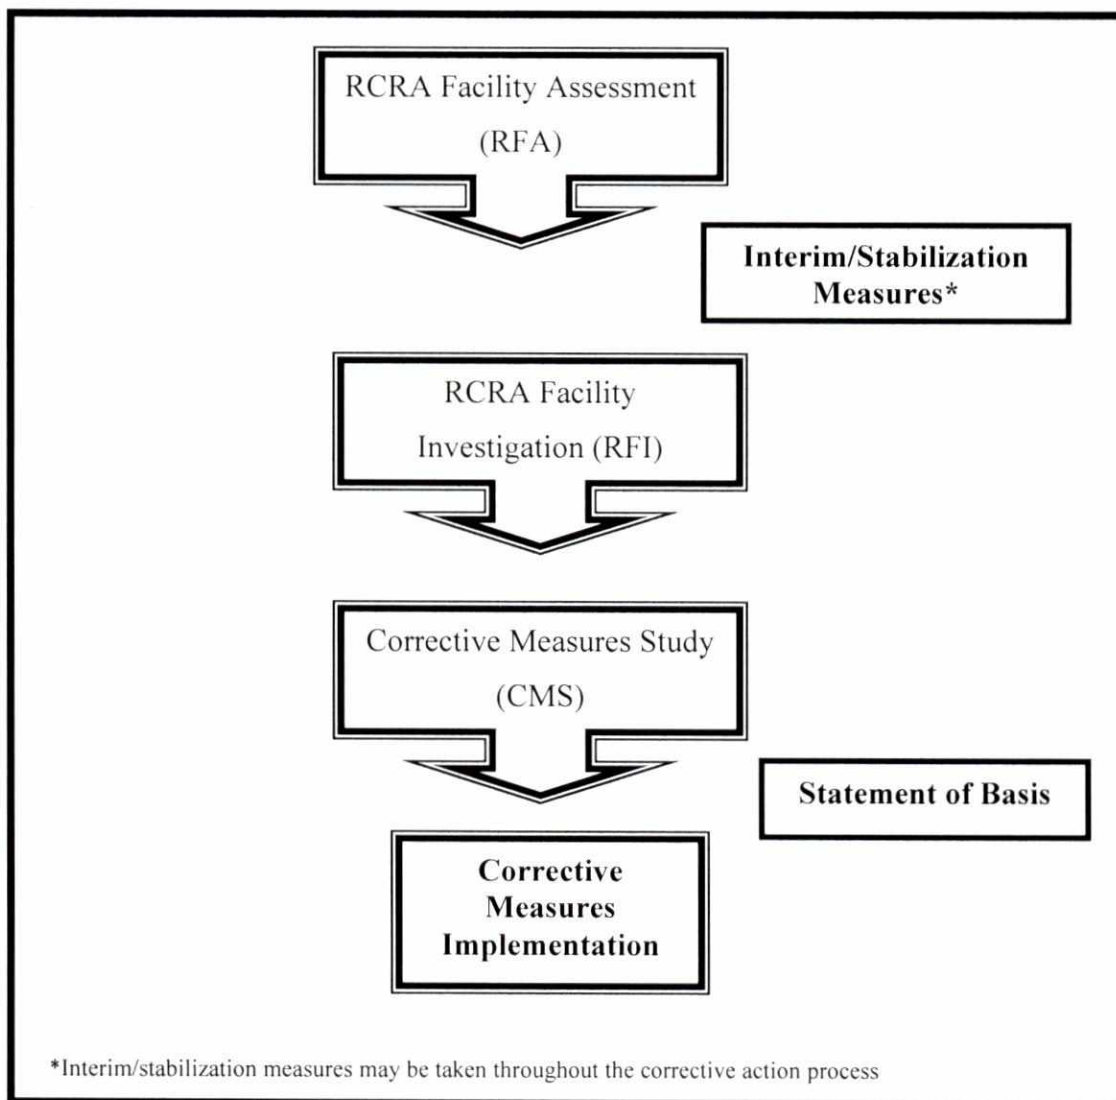 RCRA Facility Assessment
(RFA)
Interim/Stabilization
Measures*
RCRA Facility
Investigation (RFI)
Corrective Measures Study
(CMS)
Statement of Basis
Corrective
Measures
Implementation
*Interim/stabilization measures may be taken throughout the corrective action process